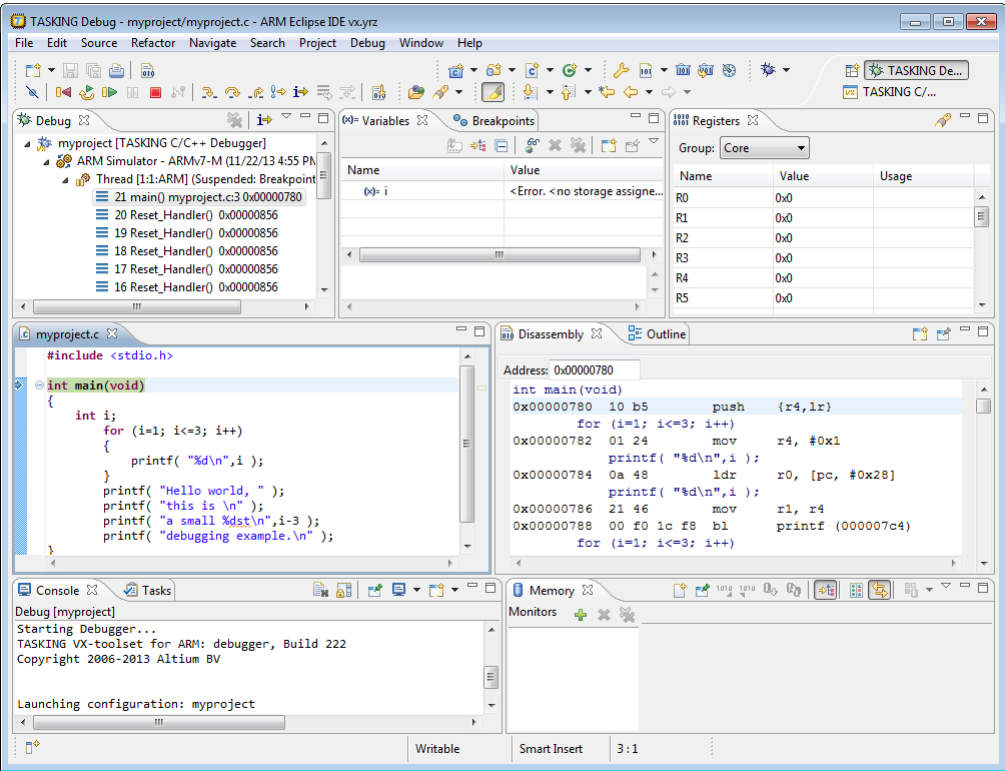 TASKING Debug - myproject/myproject.c - ARM Eclipse IDE vx.yrz
File Edit Source Refactor Navigate Search Project Debug Window Help
TASKING De...
TASKING C/...
Debug
myproject [TASKING C/C++ Debugger]
ARM Simulator - ARMv7-M (11/22/13 4:55 PM
Thread [1:1:ARM] (Suspended: Breakpoint
21 main() myproject.c:3 0x00000780
20 Reset_Handler() 0x00000856
19 Reset_Handler() 0x00000856
18 Reset_Handler() 0x00000856
17 Reset_Handler() 0x00000856
16 Reset_Handler() 0x00000856
(x)= Variables Breakpoints
Name Value
(x)= i <Error. <no storage assigne...
Registers
Group: Core
Name Value Usage
R0 0x0
R1 0x0
R2 0x0
R3 0x0
R4 0x0
R5 0x0
myproject.c
#include <stdio.h>
int main(void)
{
int i;
for (i=1; i<=3; i++)
{
printf( "%d\n",i );
}
printf( "Hello world, " );
printf( "this is \n" );
printf( "a small %dst\n",i-3 );
printf( "debugging example.\n" );
}
Disassembly Outline
Address: 0x00000780
int main(void)
0x00000780 10 b5 push {r4,lr}
for (i=1; i<=3; i++)
0x00000782 01 24 mov r4, #0x1
printf( "%d\n",i );
0x00000784 0a 48 ldr r0, [pc, #0x28]
printf( "%d\n",i );
0x00000786 21 46 mov r1, r4
0x00000788 00 f0 1c f8 bl printf (000007c4)
for (i=1; i<=3; i++)
Console Tasks
Debug [myproject]
Starting Debugger...
TASKING VX-toolset for ARM: debugger, Build 222
Copyright 2006-2013 Altium BV
Launching configuration: myproject
Memory
Monitors
Writable Smart Insert 3:1